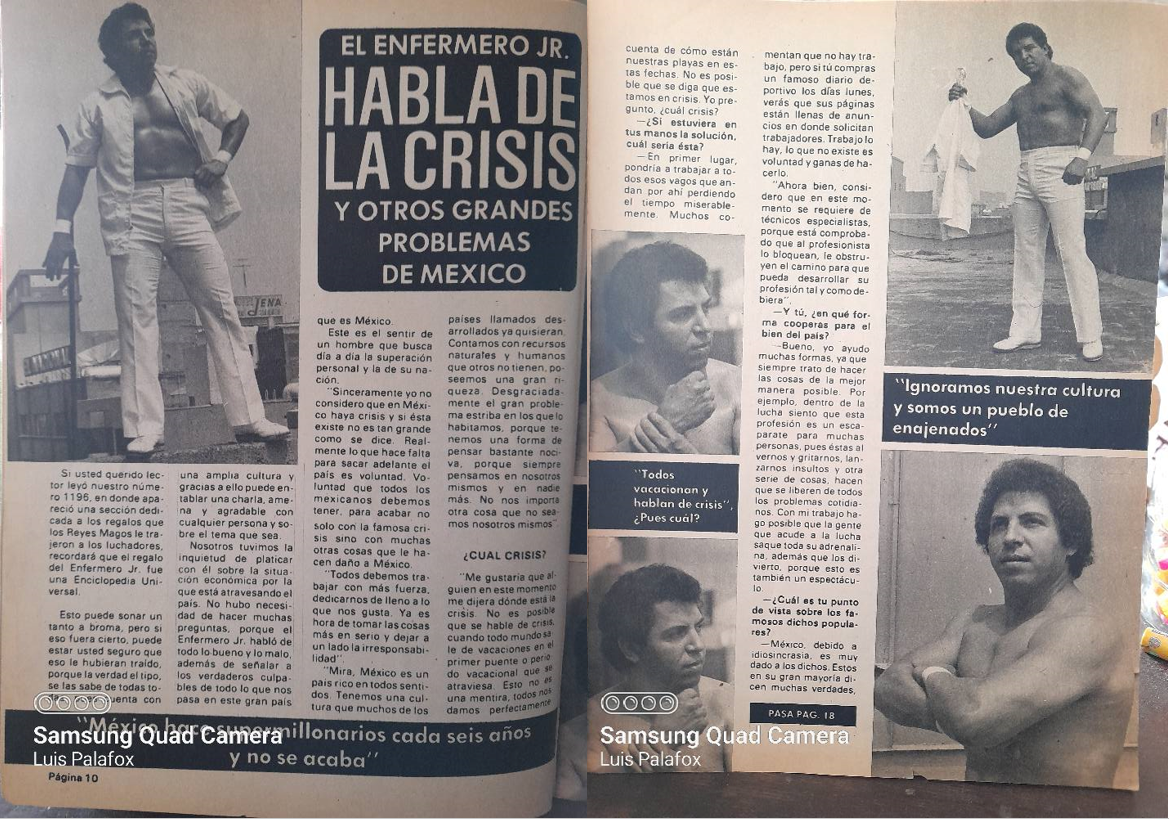 EL ENFERMERO JR.
HABLA DE
LA CRISIS
Y OTROS GRANDES
PROBLEMAS
DE MEXICO
JENA
Si usted querido lec-
tor leyó nuestro núme-
ro 1196, en donde apa-
reció una sección dedi-
cada a los regalos que
los Reyes Magos le tra-
jeron a los luchadores,
recordará que el regalo
del Enfermero Jr. fue
una Enciclopedia Uni-
versal.
Esto puede sonar un
tanto a broma, pero si
eso fuera cierto, puede
estar usted seguro que
eso le hubieran traído,
porque la verdad el tipo,
se las sabe de todas to-
cuenta con
una amplia cultura y
gracias a ello puede en-
tablar una charla, ame-
na y agradable con
cualquier persona y so-
bre el tema que sea.
Nosotros tuvimos la
inquietud de platicar
con él sobre la situa-
ción económica por la
que está atravesando el
país. No hubo necesi-
dad de hacer muchas
preguntas, porque el
Enfermero Jr. habló de
todo lo bueno y lo malo,
además de señalar a
los verdaderos culpa-
bles de todo lo que nos
pasa en este gran país
que es México.
Este es el sentir de
un hombre que busca
día a día la superación
personal y la de su na-
ción.
"Sinceramente yo no
considero que en Méxi-
co haya crisis y si ésta
existe no es tan grande
como se dice. Real-
mente lo que hace falta
para sacar adelante el
país es voluntad. Vo-
luntad que todos los
mexicanos debemos
tener, para acabar no
solo con la famosa cri-
sis sino con muchas
otras cosas que le ha-
cen daño a México.
"Todos debemos tra-
bajar con más fuerza,
dedicarnos de lleno a lo
que nos gusta. Ya es
hora de tomar las cosas
más en serio y dejar a
un lado la irresponsabi-
lidad".
"Mira, México es un
país rico en todos senti-
dos. Tenemos una cul-
tura que muchos de los
países llamados des-
arrollados ya quisieran.
Contamos con recursos
naturales y humanos
que otros no tienen, po-
seemos una gran ri-
queza. Desgraciada-
mente el gran proble-
ma estriba en los que lo
habitamos, porque te-
nemos una forma de
pensar bastante noci-
va, porque siempre
pensamos en nosotros
mismos y en nadie
más. No nos importa
otra cosa que no sea-
mos nosotros mismos"
¿CUAL CRISIS?
"Me gustaría que al-
guien en este momento
me dijera dónde está la
crisis. No es posible
que se hable de crisis,
cuando todo mundo sa-
le de vacaciones en el
primer puente o perio-
do vacacional que se
atraviesa. Esto no es
una mentira, todos nos
damos perfectamente
"México hace supermillonarios cada seis años
y no se acaba"
Página 10
Samsung Quad Camera
Luis Palafox
cuenta de cómo están
nuestras playas en es-
tas fechas. No es posi-
ble que se diga que es-
tamos en crisis. Yo pre-
gunto, ¿cuál crisis?
—¿Si estuviera en
tus manos la solución,
cuál sería ésta?
—En primer lugar,
pondría a trabajar a to-
dos esos vagos que an-
dan por ahí perdiendo
el tiempo miserable-
mente. Muchos co-
"Todos
vacacionan y
hablan de crisis",
¿Pues cuál?
mentan que no hay tra-
bajo, pero si tú compras
un famoso diario de-
portivo los días lunes,
verás que sus páginas
están llenas de anun-
cios en donde solicitan
trabajadores. Trabajo lo
hay, lo que no existe es
voluntad y ganas de ha-
cerlo.
"Ahora bien, consi-
dero que en este mo-
mento se requiere de
técnicos especialistas,
porque está comproba-
do que al profesionista
lo bloquean, le obstru-
yen el camino para que
pueda desarrollar su
profesión tal y como de-
biera".
—Y tú, ¿en qué for-
ma cooperas para el
bien del país?
—Bueno, yo ayudo
muchas formas, ya que
siempre trato de hacer
las cosas de la mejor
manera posible. Por
ejemplo, dentro de la
lucha siento que esta
profesión es un esca-
parate para muchas
personas, pues éstas al
vernos y gritarnos, lan-
zarnos insultos y otra
serie de cosas, hacen
que se liberen de todos
los problemas cotidia-
nos. Con mi trabajo ha-
go posible que la gente
que acude a la lucha
saque toda su adrenali-
na, además que los di-
vierto, porque esto es
también un espectácu-
lo.
—¿Cuál es tu punto
de vista sobre los fa-
mosos dichos popula-
res?
—México, debido a
idiosincrasia, es muy
dado a los dichos. Estos
en su gran mayoría di-
cen muchas verdades,
PASA PAG. 18
"Ignoramos nuestra cultura
y somos un pueblo de
enajenados"
Samsung Quad Camera
Luis Palafox